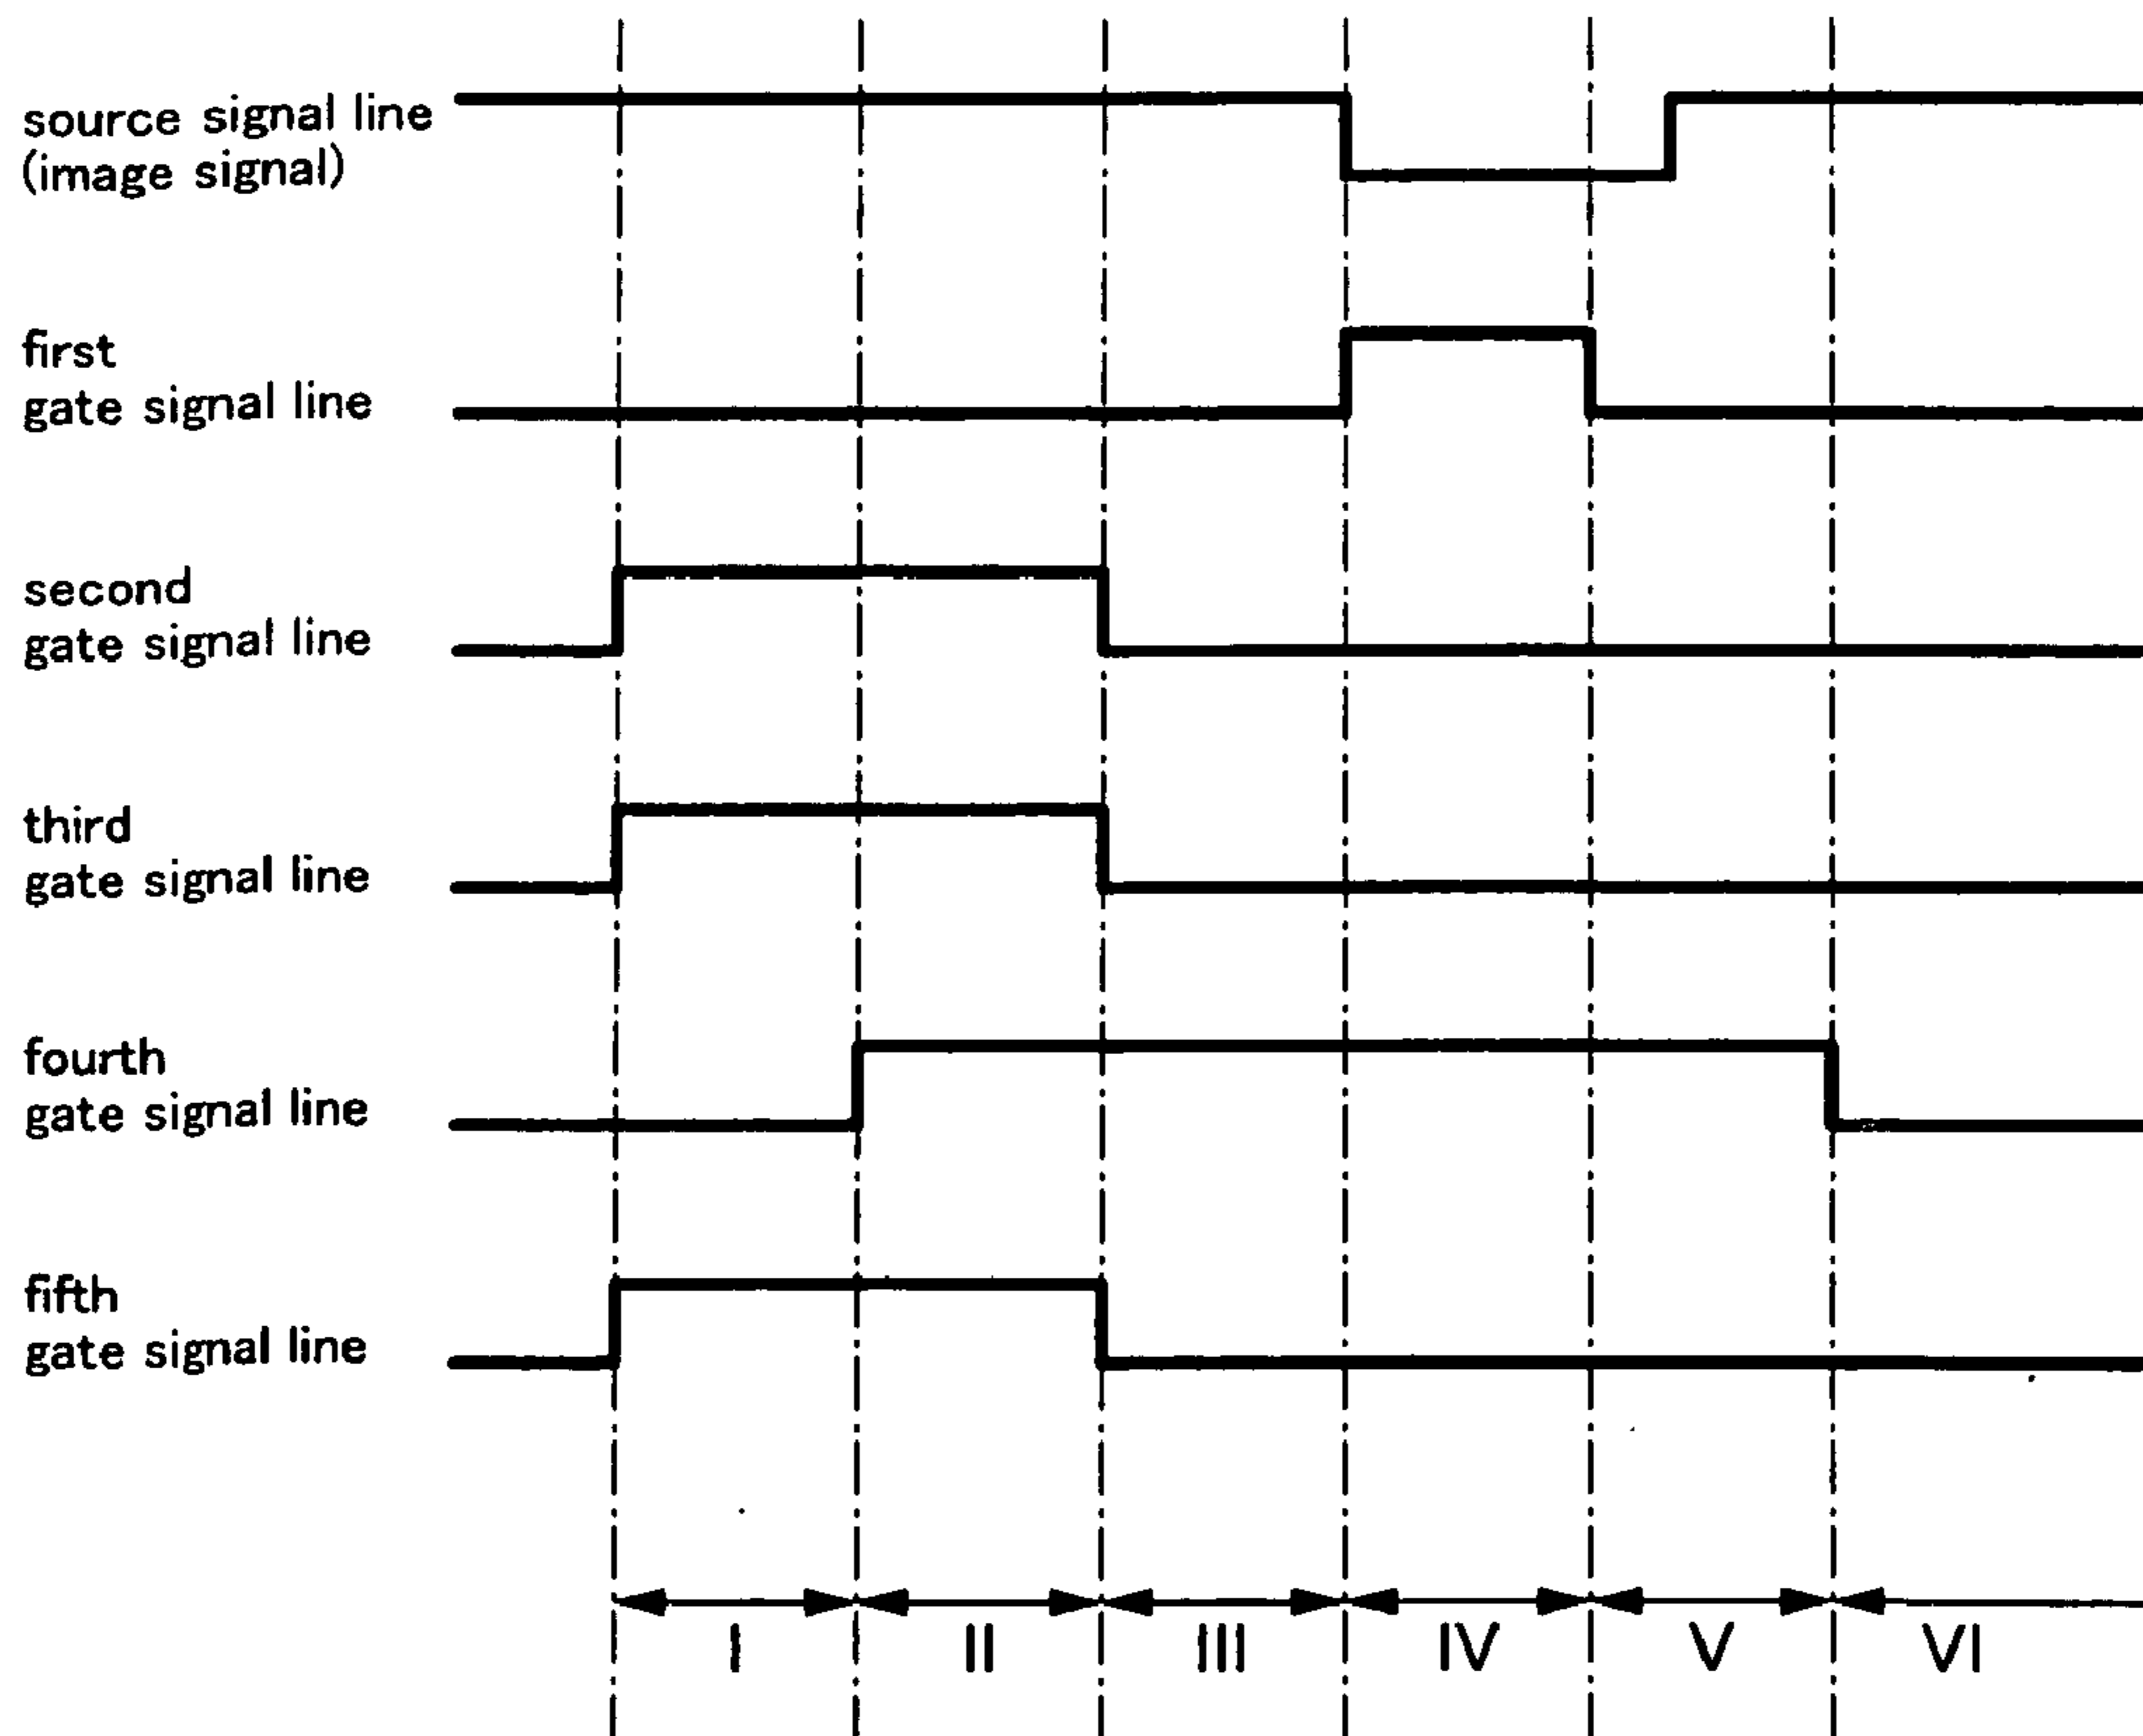 source signal line
(image signal)
first
gate signal line
second
gate signal line
third
gate signal line
fourth
gate signal line
fifth
gate signal line
I II III IV V VI